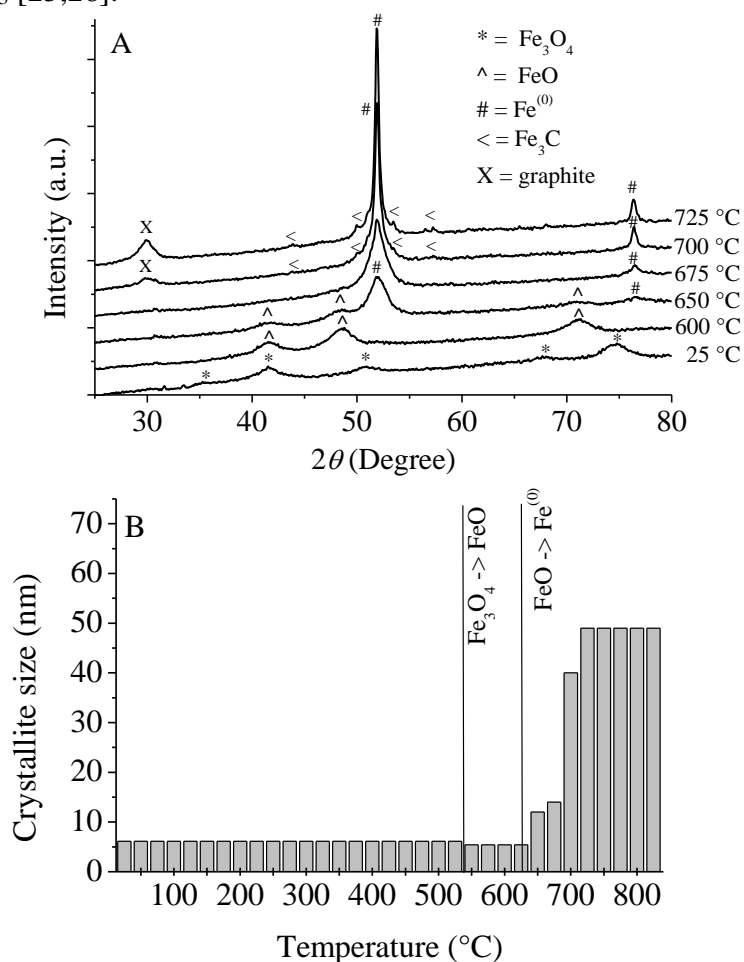 [25,26].
A
#
* = Fe₃O₄
^ = FeO
# = Fe⁽⁰⁾
< = Fe₃C
X = graphite
#
< < < <
X
#
725 °C
< < < <
X
#
700 °C
#
675 °C
#
^ ^ ^ #
650 °C
^ ^ ^
600 °C
* * * * *
25 °C
Intensity (a.u.)
30 40 50 60 70 80
2θ (Degree)
B
Fe₃O₄ -> FeO
FeO -> Fe⁽⁰⁾
70
60
50
40
30
20
10
0
Crystallite size (nm)
100 200 300 400 500 600 700 800
Temperature (°C)